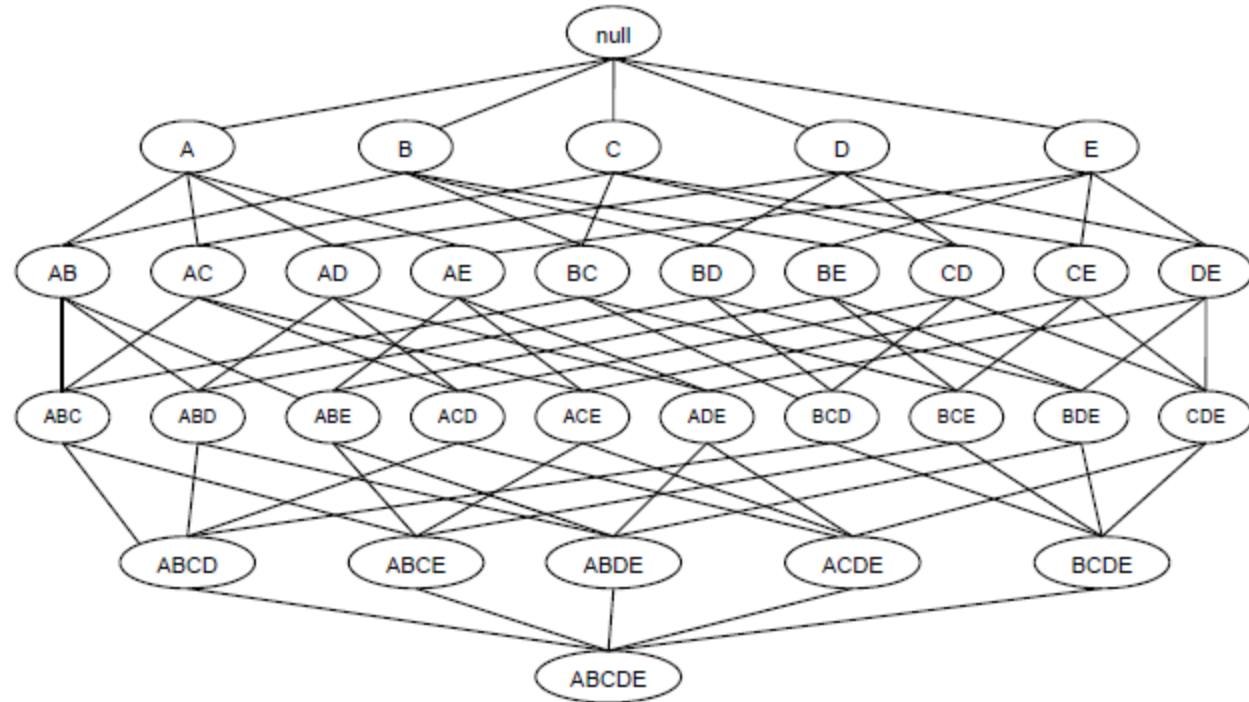 null
A B C D E
AB AC AD AE BC BD BE CD CE DE
ABC ABD ABE ACD ACE ADE BCD BCE BDE CDE
ABCD ABCE ABDE ACDE BCDE
ABCDE